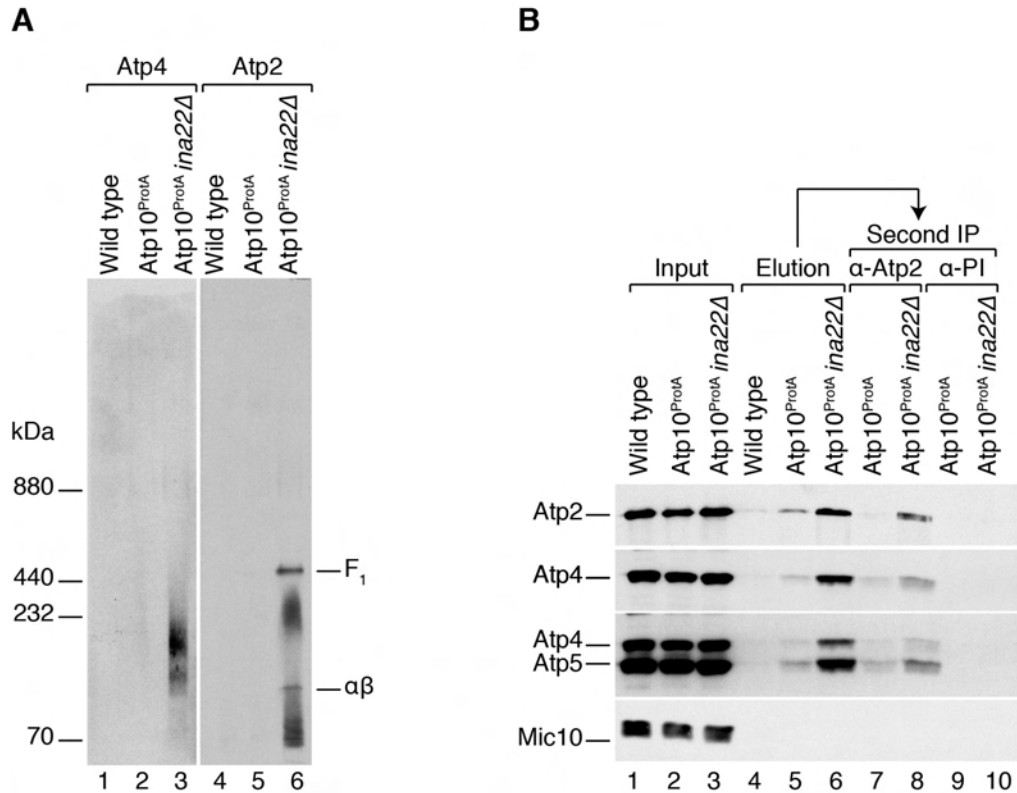 A
Atp4 Atp2
Wild type
Atp10ProtA
Atp10ProtA ina22Δ
Wild type
Atp10ProtA
Atp10ProtA ina22Δ
kDa
880
440
232
70
F1
αβ
1 2 3 4 5 6
B
Second IP
Input Elution α-Atp2 α-PI
Wild type
Atp10ProtA
Atp10ProtA ina22Δ
Wild type
Atp10ProtA
Atp10ProtA ina22Δ
Atp10ProtA
Atp10ProtA ina22Δ
Atp10ProtA
Atp10ProtA ina22Δ
Atp2
Atp4
Atp4
Atp5
Mic10
1 2 3 4 5 6 7 8 9 10